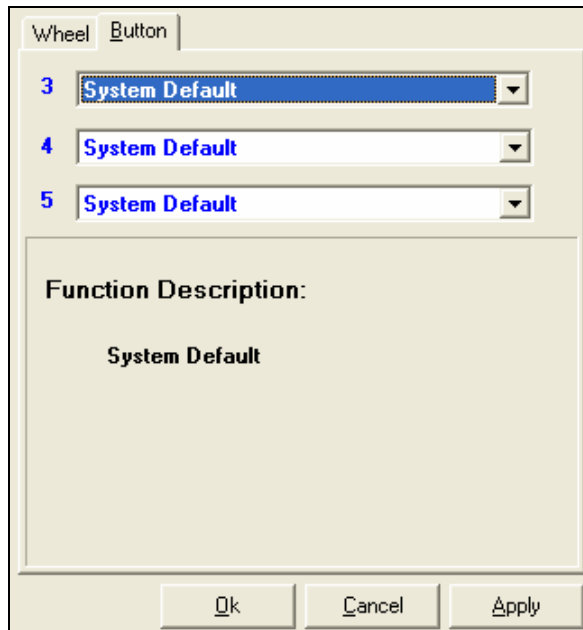 Wheel Button
3 System Default
4 System Default
5 System Default
Function Description:
System Default
Ok Cancel Apply